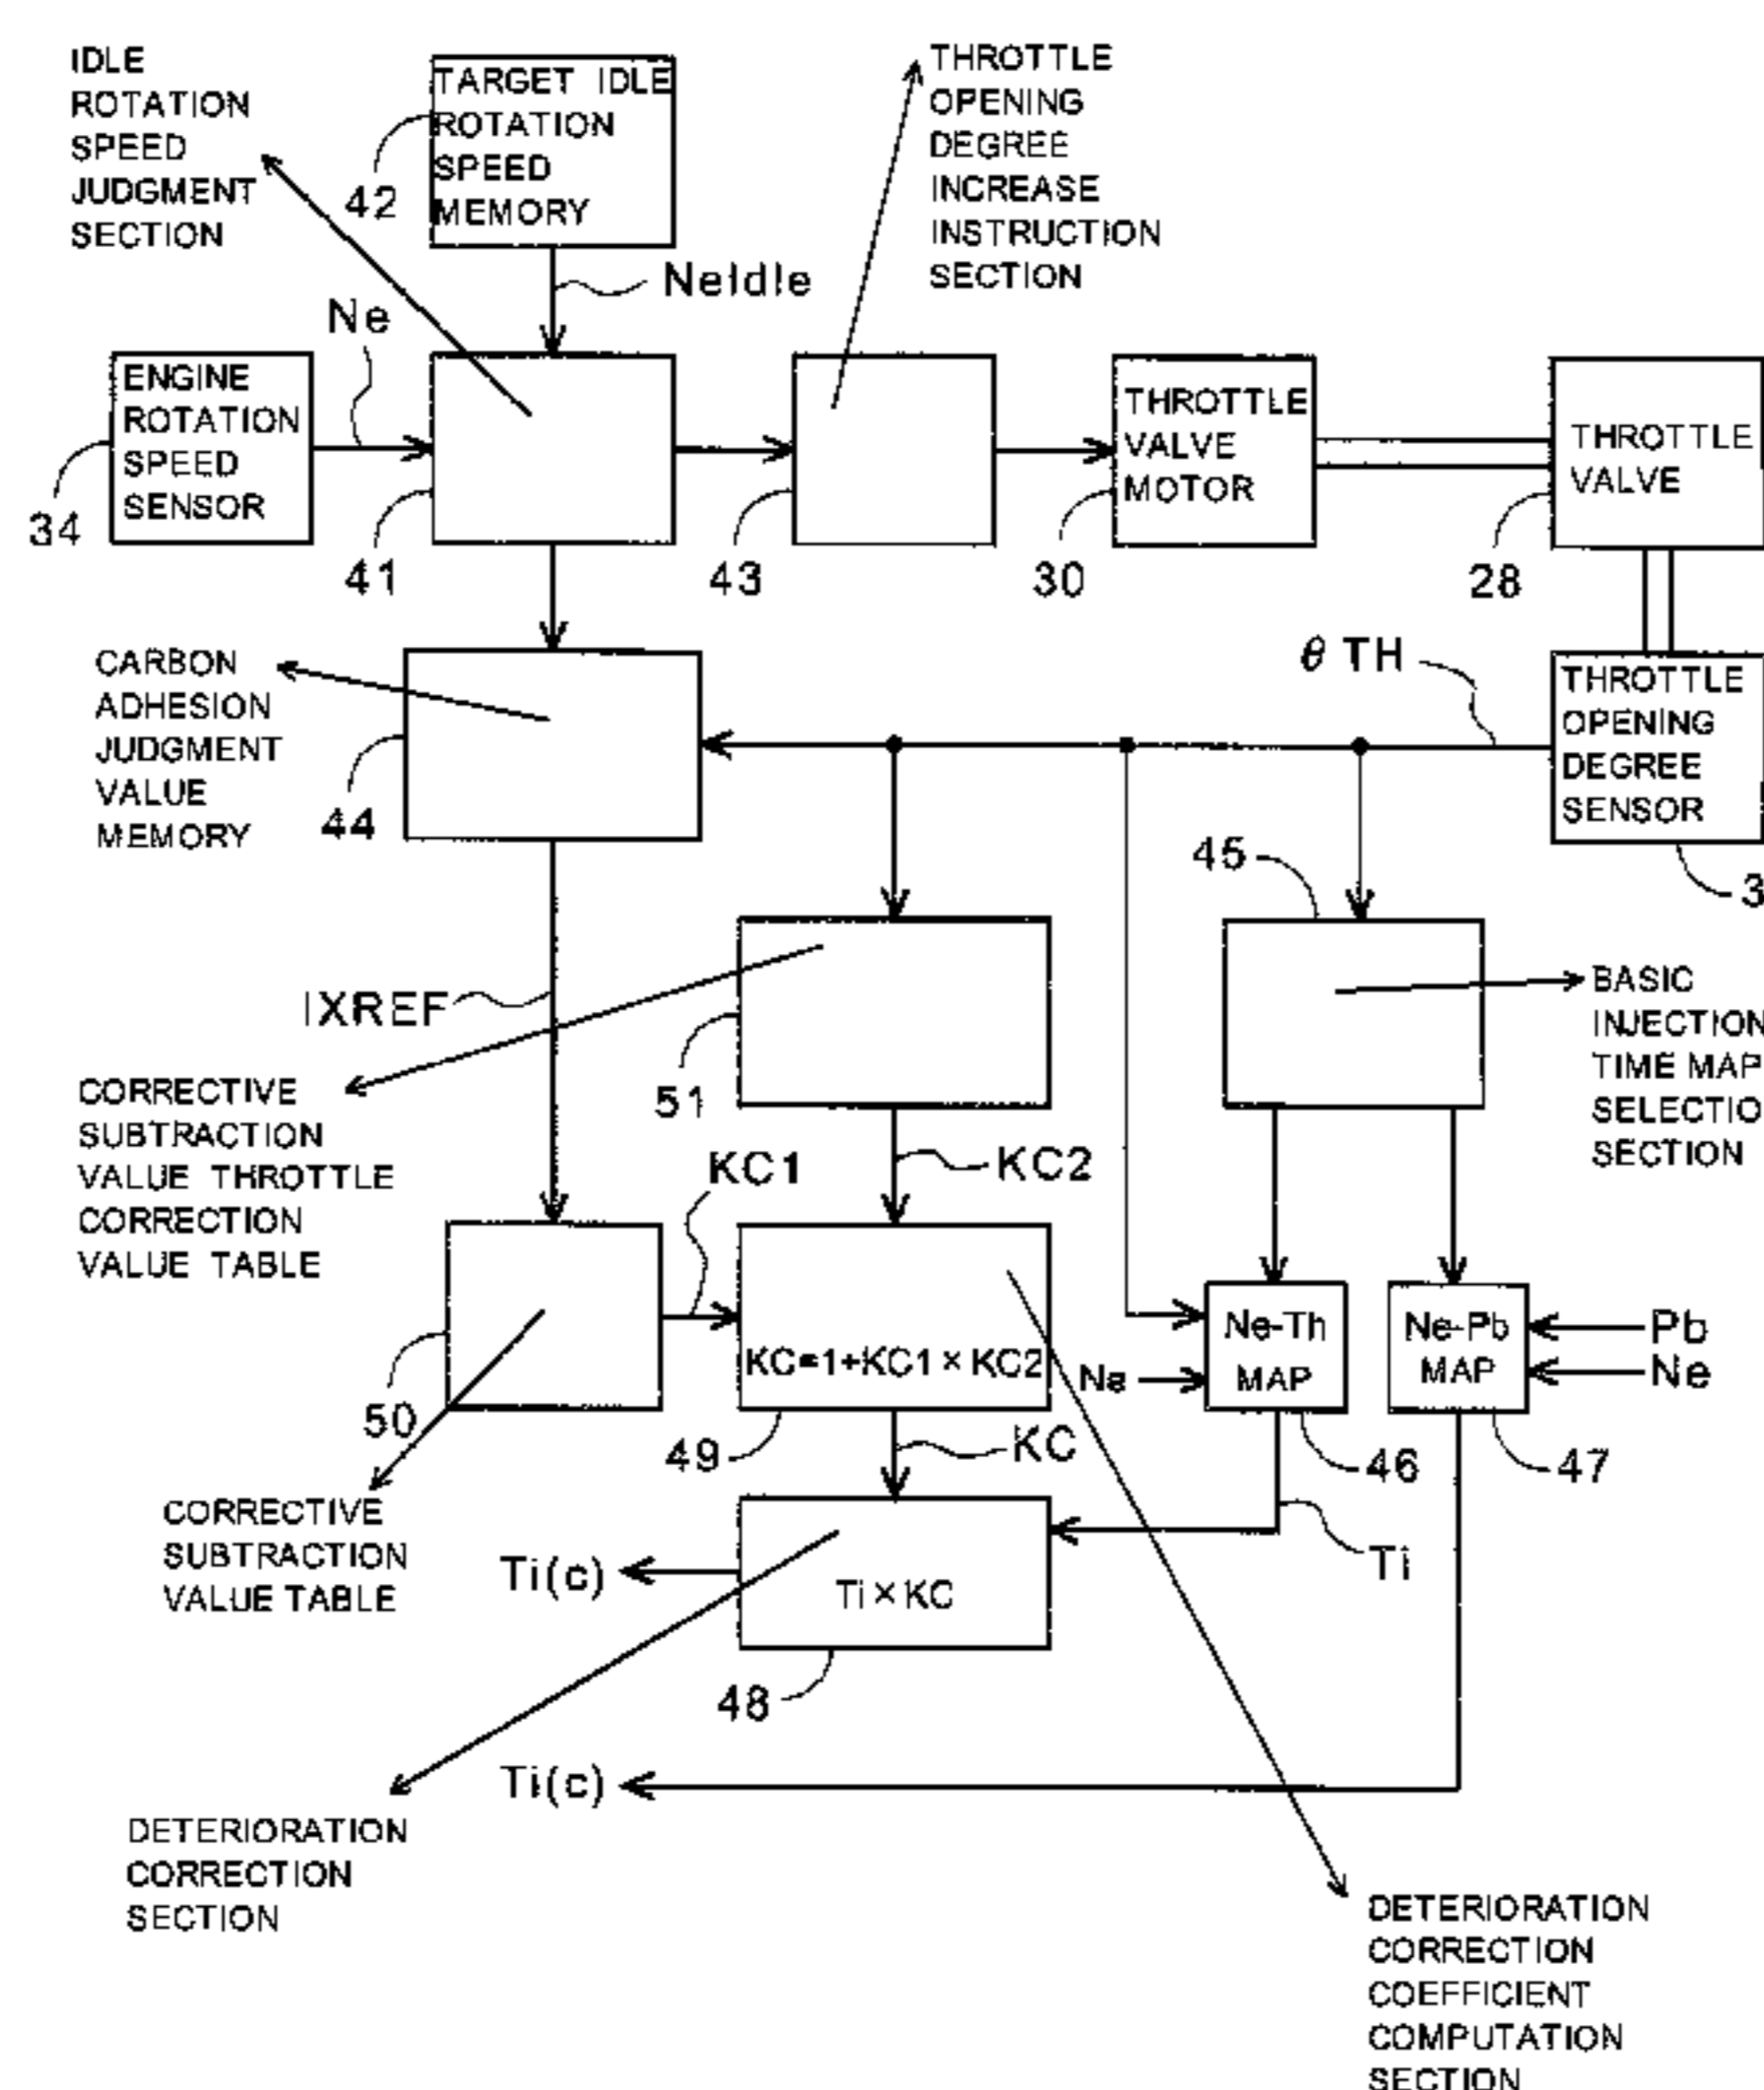 IDLE
ROTATION
SPEED
JUDGMENT
SECTION
TARGET IDLE
ROTATION
SPEED
MEMORY
42
THROTTLE
OPENING
DEGREE
INCREASE
INSTRUCTION
SECTION
NeIdle
Ne
ENGINE
ROTATION
SPEED
SENSOR
34
41
43
THROTTLE
VALVE
MOTOR
30
THROTTLE
VALVE
28
CARBON
ADHESION
JUDGMENT
VALUE
MEMORY
44
θ TH
THROTTLE
OPENING
DEGREE
SENSOR
3
45
IXREF
51
BASIC
INJECTION
TIME MAP
SELECTIO
SECTION
CORRECTIVE
SUBTRACTION
VALUE THROTTLE
CORRECTION
VALUE TABLE
KC1
KC2
50
KC=1+KC1×KC2
49
Ne
Ne-Th
MAP
46
Ne-Pb
MAP
47
Pb
Ne
KC
CORRECTIVE
SUBTRACTION
VALUE TABLE
Ti(c)
Ti×KC
Ti
48
Ti(c)
DETERIORATION
CORRECTION
SECTION
DETERIORATION
CORRECTION
COEFFICIENT
COMPUTATION
SECTION